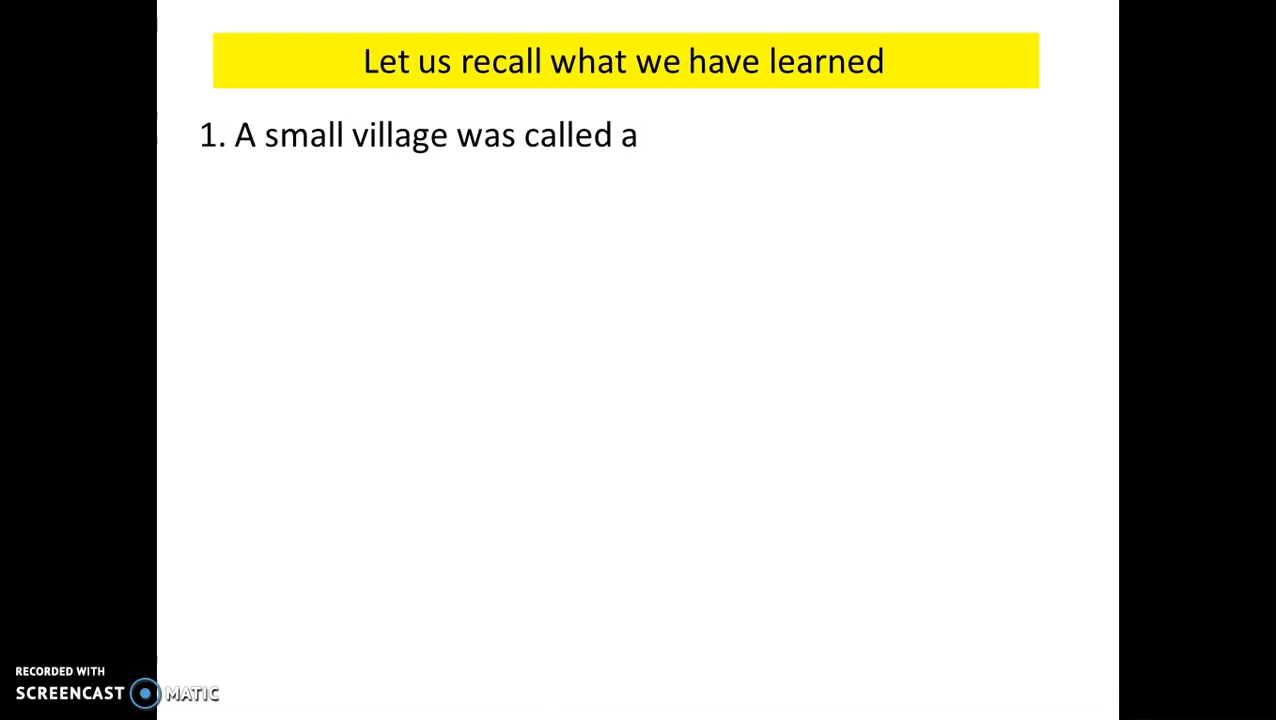 Let us recall what we have learned
1. A small village was called a
RECORDED WITH
SCREENCAST MATIC